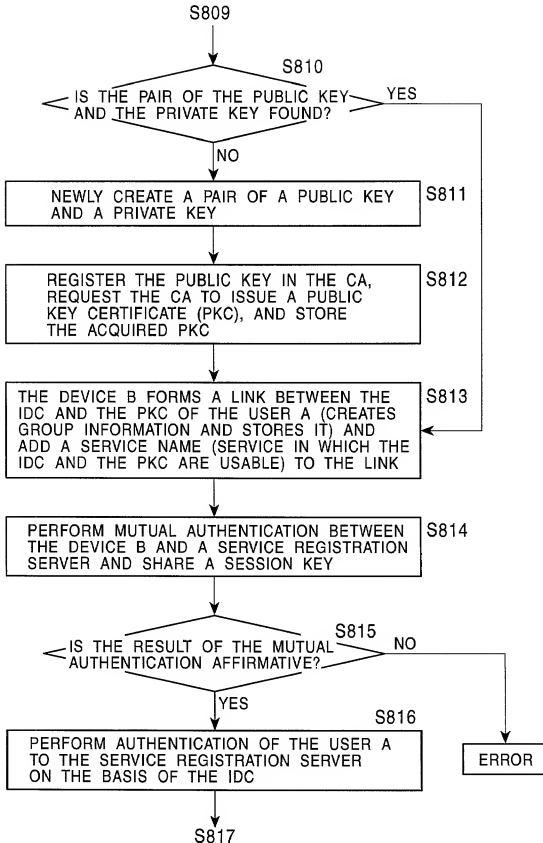 S809
S810
IS THE PAIR OF THE PUBLIC KEY
AND THE PRIVATE KEY FOUND?
YES
NO
S811
NEWLY CREATE A PAIR OF A PUBLIC KEY
AND A PRIVATE KEY
S812
REGISTER THE PUBLIC KEY IN THE CA,
REQUEST THE CA TO ISSUE A PUBLIC
KEY CERTIFICATE (PKC), AND STORE
THE ACQUIRED PKC
S813
THE DEVICE B FORMS A LINK BETWEEN THE
IDC AND THE PKC OF THE USER A (CREATES
GROUP INFORMATION AND STORES IT) AND
ADD A SERVICE NAME (SERVICE IN WHICH THE
IDC AND THE PKC ARE USABLE) TO THE LINK
S814
PERFORM MUTUAL AUTHENTICATION BETWEEN
THE DEVICE B AND A SERVICE REGISTRATION
SERVER AND SHARE A SESSION KEY
S815
IS THE RESULT OF THE MUTUAL
AUTHENTICATION AFFIRMATIVE?
NO
YES
S816
PERFORM AUTHENTICATION OF THE USER A
TO THE SERVICE REGISTRATION SERVER
ON THE BASIS OF THE IDC
ERROR
S817